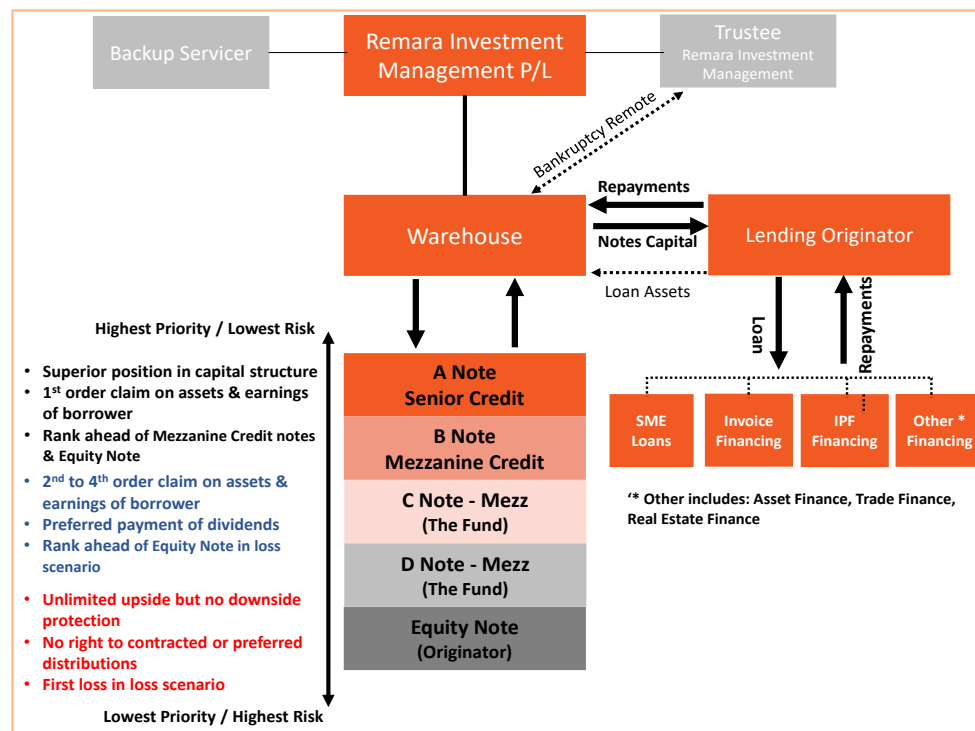 Backup Servicer
Remara Investment
Management P/L
Trustee
Remara Investment
Management
Bankruptcy Remote
Warehouse
Repayments
Notes Capital
Loan Assets
Lending Originator
Loan
Repayments
SME
Loans
Invoice
Financing
IPF
Financing
Other *
Financing
'* Other includes: Asset Finance, Trade Finance,
Real Estate Finance
Highest Priority / Lowest Risk
• Superior position in capital structure
• 1st order claim on assets & earnings
of borrower
• Rank ahead of Mezzanine Credit notes
& Equity Note
• 2nd to 4th order claim on assets &
earnings of borrower
• Preferred payment of dividends
• Rank ahead of Equity Note in loss
scenario
• Unlimited upside but no downside
protection
• No right to contracted or preferred
distributions
• First loss in loss scenario
Lowest Priority / Highest Risk
A Note
Senior Credit
B Note
Mezzanine Credit
C Note - Mezz
(The Fund)
D Note - Mezz
(The Fund)
Equity Note
(Originator)